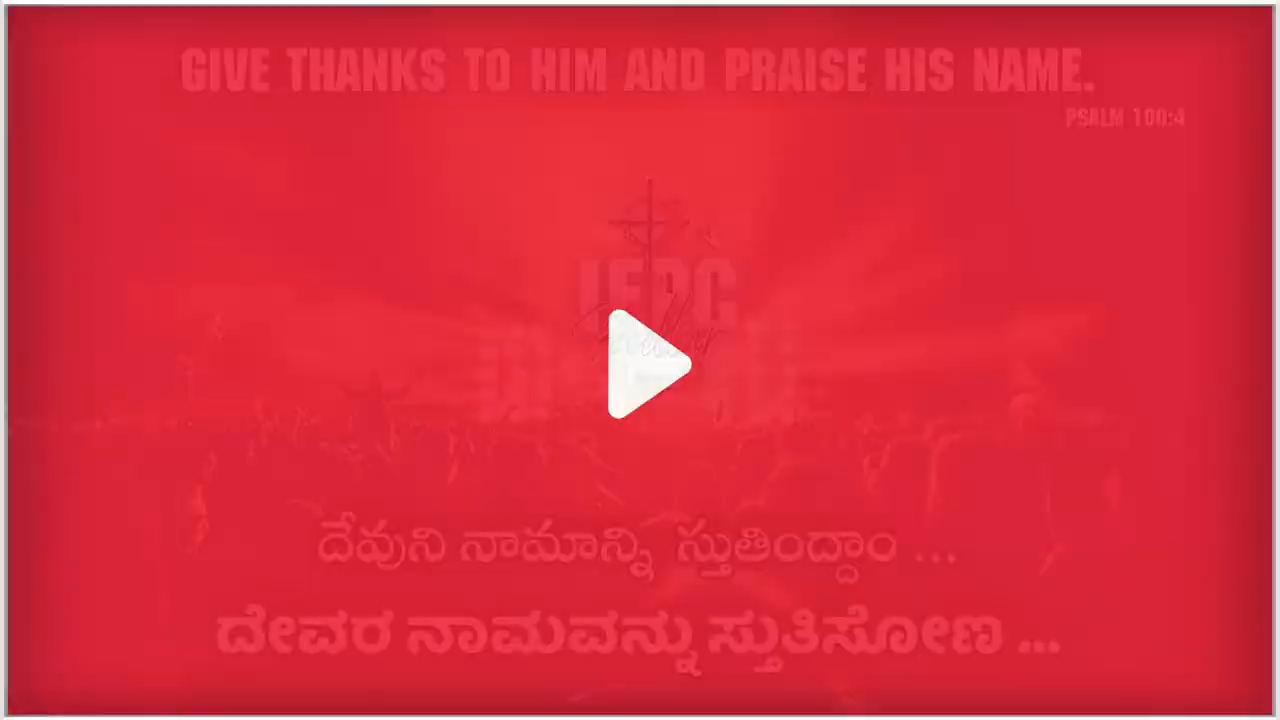 GIVE THANKS TO HIM AND PRAISE HIS NAME.
PSALM 100:4
దేవుని నామాన్ని స్తుతిందాం ...
ದೇವರ ನಾಮವನ್ನು ಸ್ತುತಿಸೋಣ ...